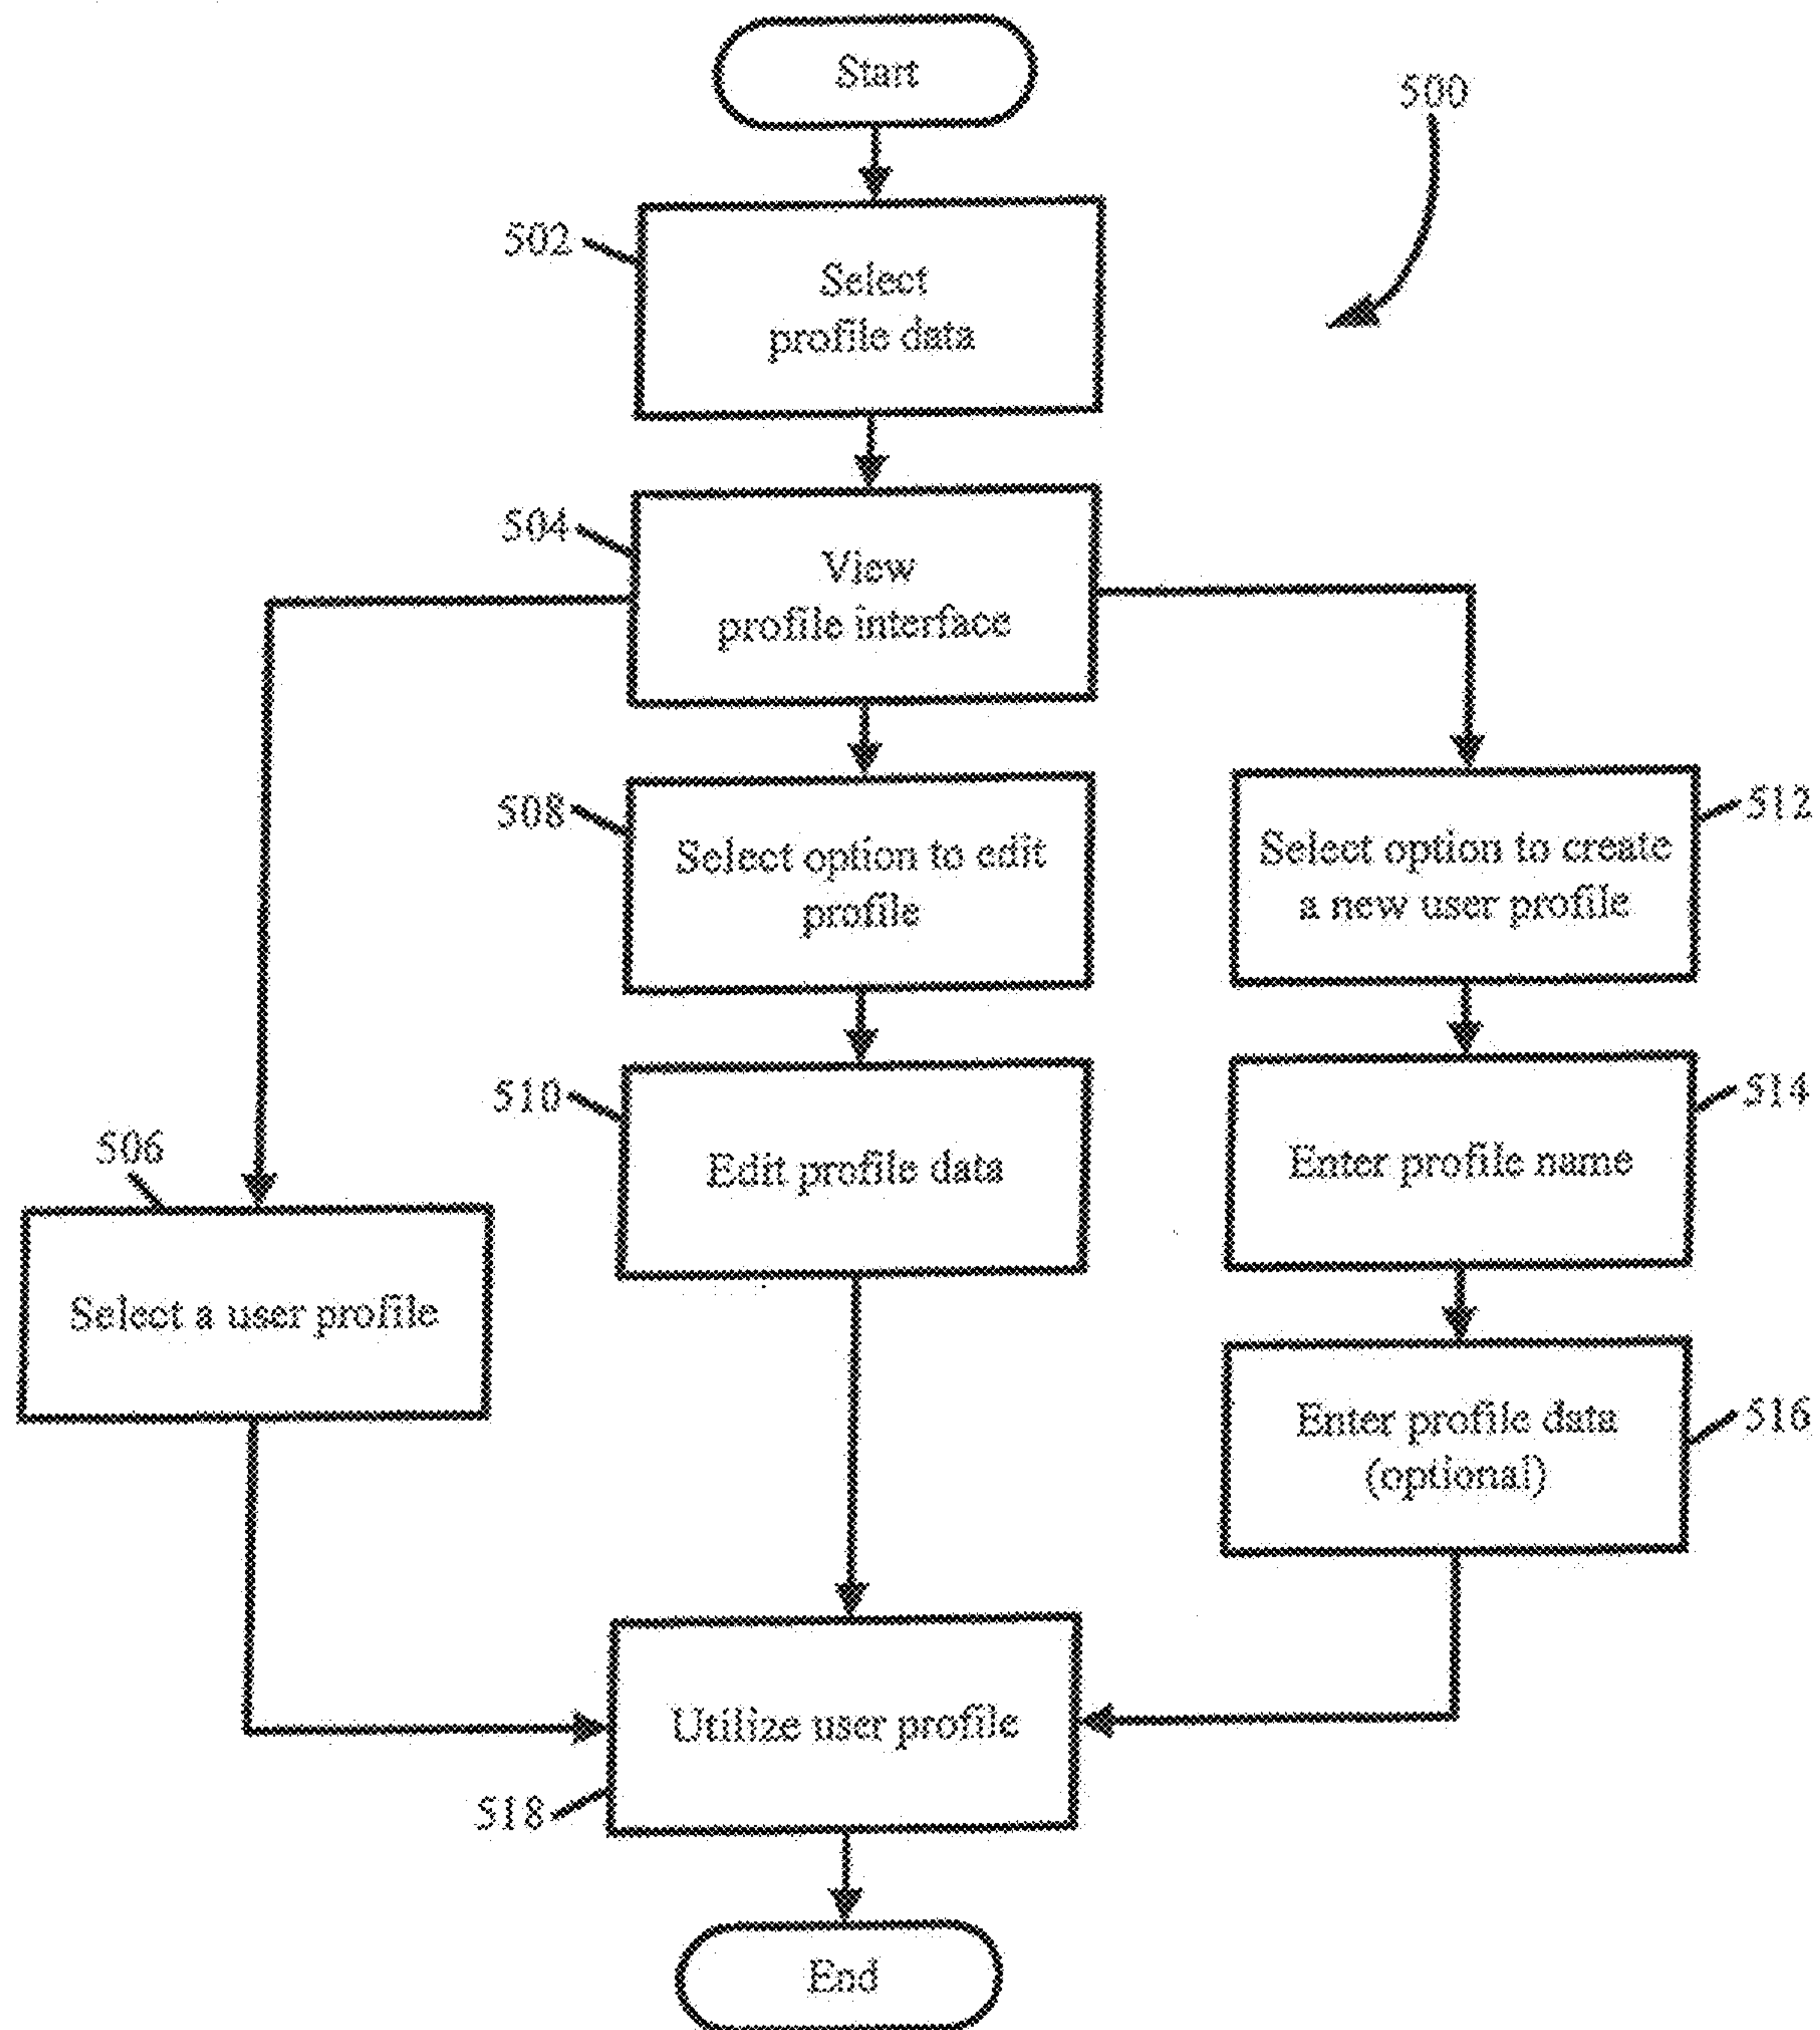 Start
500
502
Select
profile data
504
View
profile interface
508
Select option to edit
profile
512
Select option to create
a new user profile
510
Edit profile data
514
Enter profile name
506
Select a user profile
516
Enter profile data
(optional)
Utilize user profile
518
End